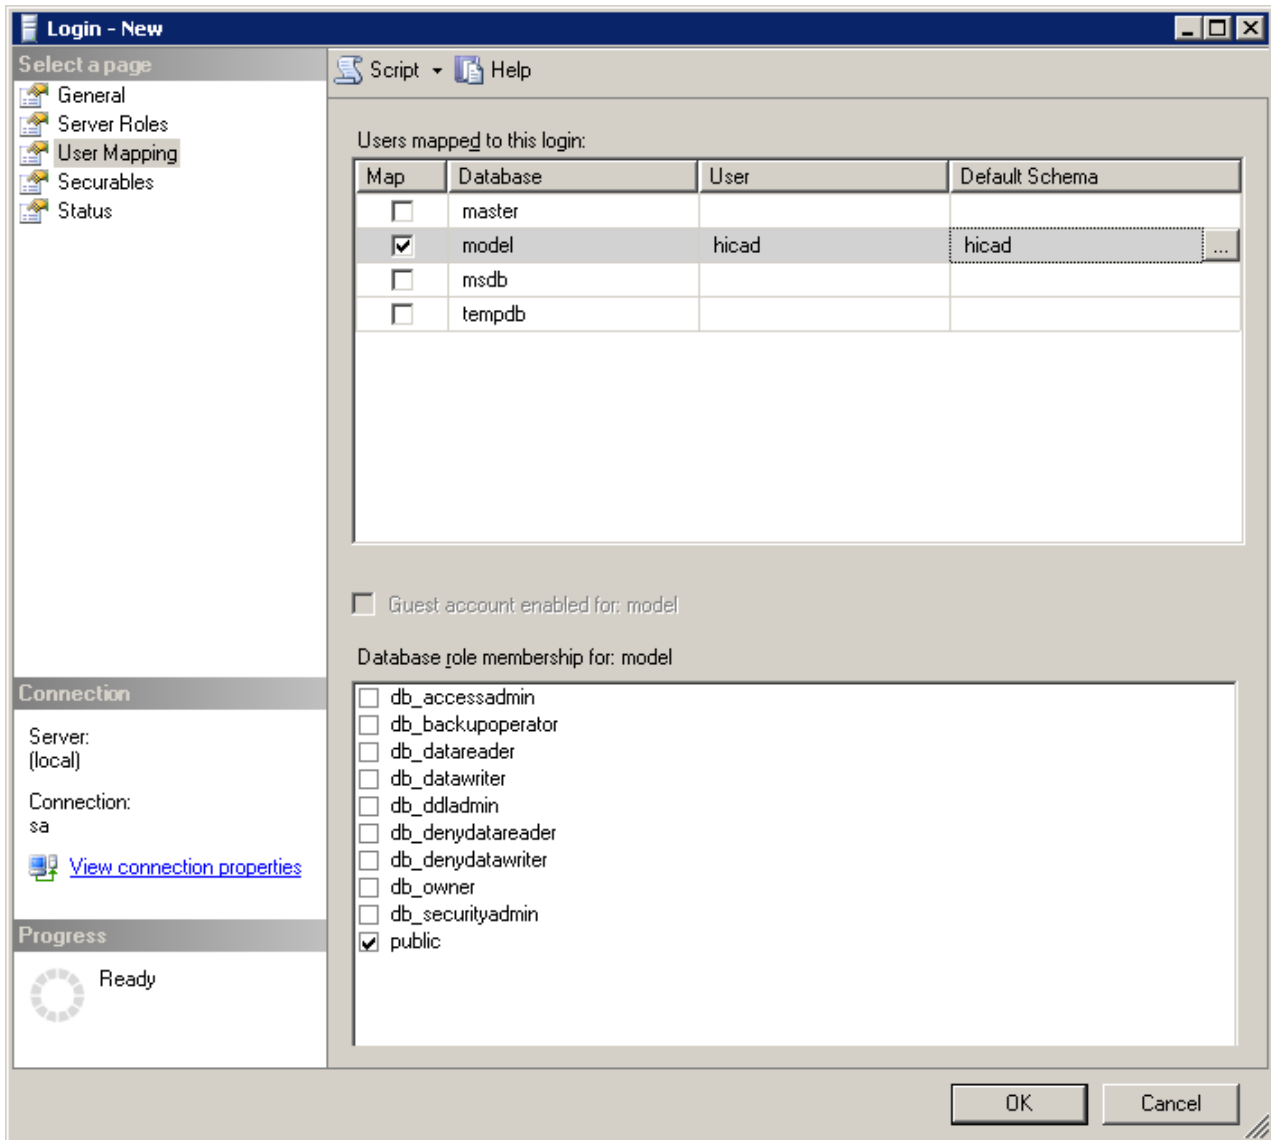 Login - New
Select a page
General
Server Roles
User Mapping
Securables
Status
Script Help
Users mapped to this login:
Map Database User Default Schema
master
model hicad hicad ...
msdb
tempdb
Guest account enabled for: model
Database role membership for: model
db_accessadmin
db_backupoperator
db_datareader
db_datawriter
db_ddladmin
db_denydatareader
db_denydatawriter
db_owner
db_securityadmin
public
Connection
Server:
(local)
Connection:
sa
View connection properties
Progress
Ready
OK Cancel